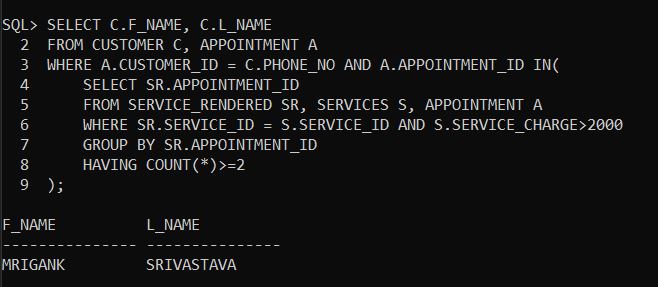 SQL> SELECT C.F_NAME, C.L_NAME
  2  FROM CUSTOMER C, APPOINTMENT A
  3  WHERE A.CUSTOMER_ID = C.PHONE_NO AND A.APPOINTMENT_ID IN(
  4      SELECT SR.APPOINTMENT_ID
  5      FROM SERVICE_RENDERED SR, SERVICES S, APPOINTMENT A
  6      WHERE SR.SERVICE_ID = S.SERVICE_ID AND S.SERVICE_CHARGE>2000
  7      GROUP BY SR.APPOINTMENT_ID
  8      HAVING COUNT(*)>=2
  9  );
F_NAME          L_NAME
--------------- ---------------
MRIGANK         SRIVASTAVA